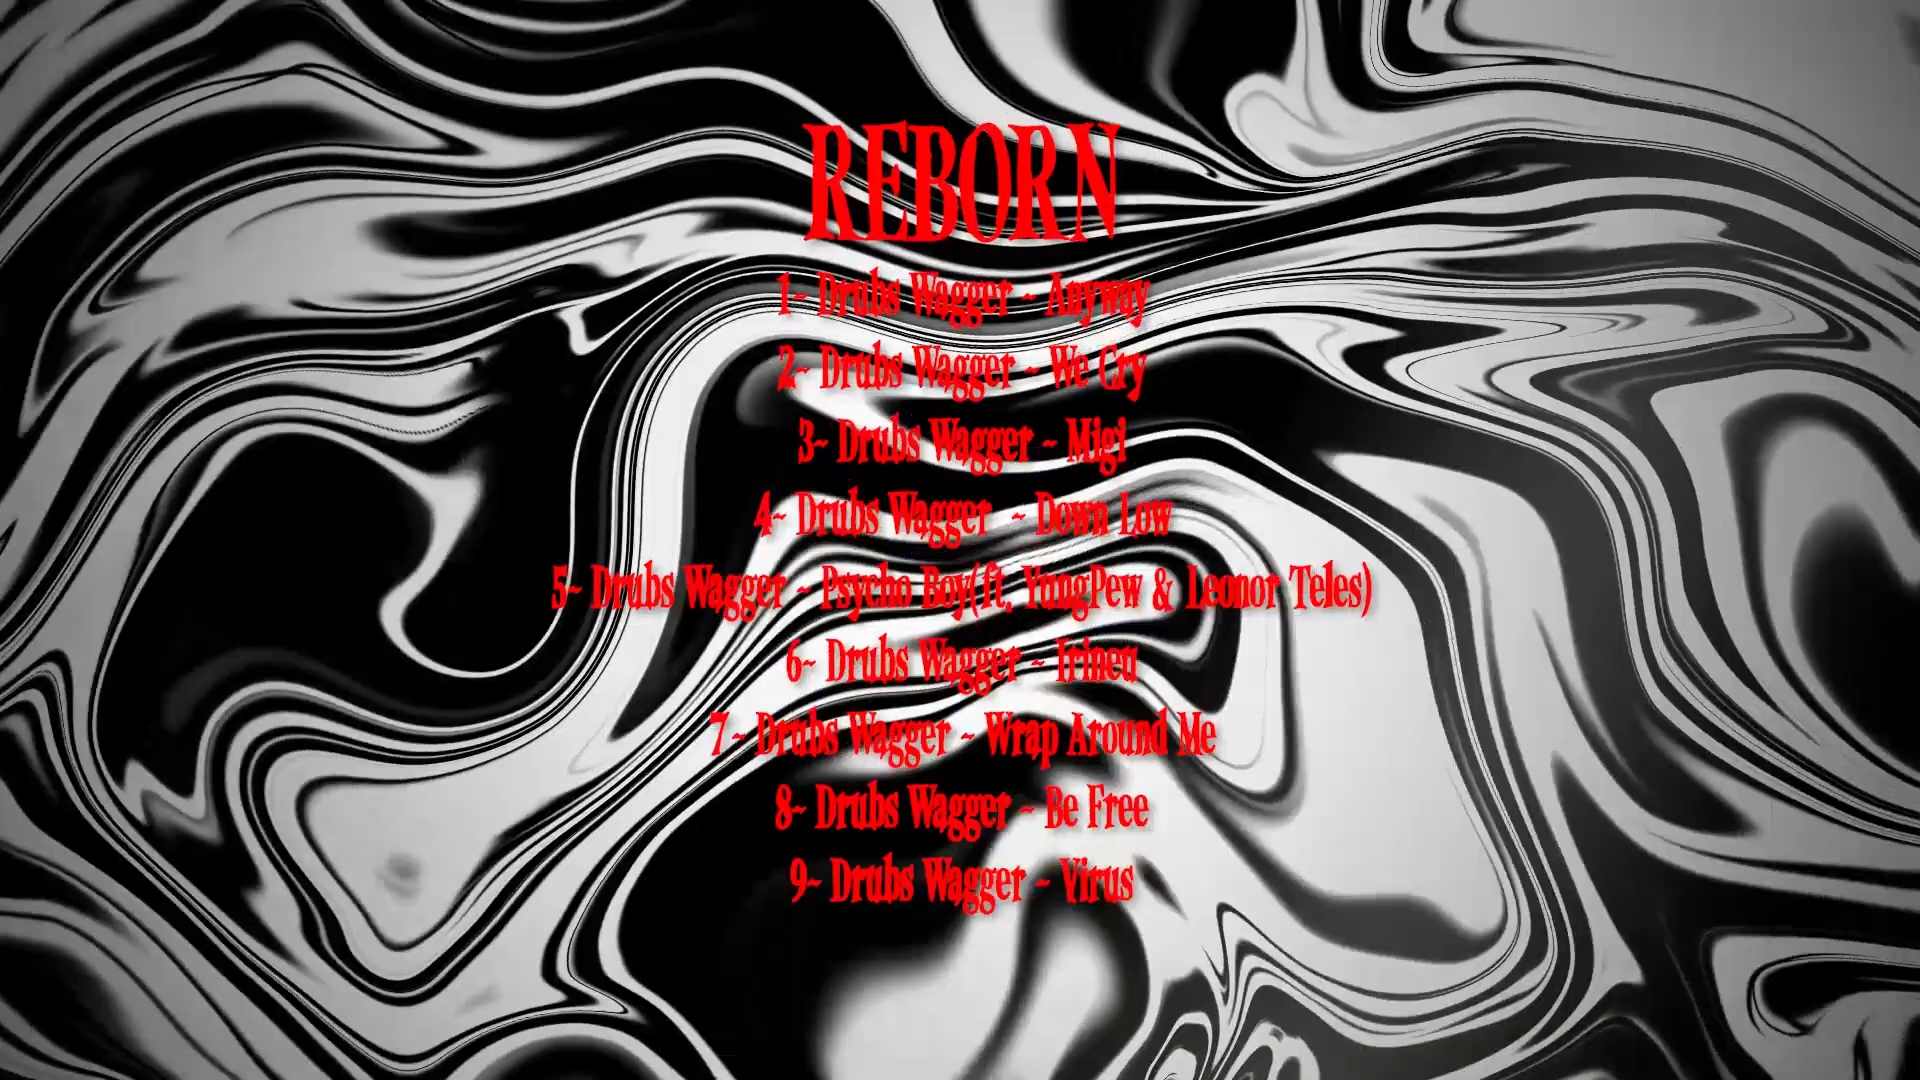 REBORN
1~ Drubs Wagger ~ Anyway
2~ Drubs Wagger ~ We Cry
3~ Drubs Wagger ~ Migi
4~ Drubs Wagger  ~ Down Low
5~ Drubs Wagger ~ Psycho Boy(ft. YungPew & Leonor Teles)
6~ Drubs Wagger ~ Irineu
7~ Drubs Wagger ~ Wrap Around Me
8~ Drubs Wagger ~ Be Free
9~ Drubs Wagger ~ Virus